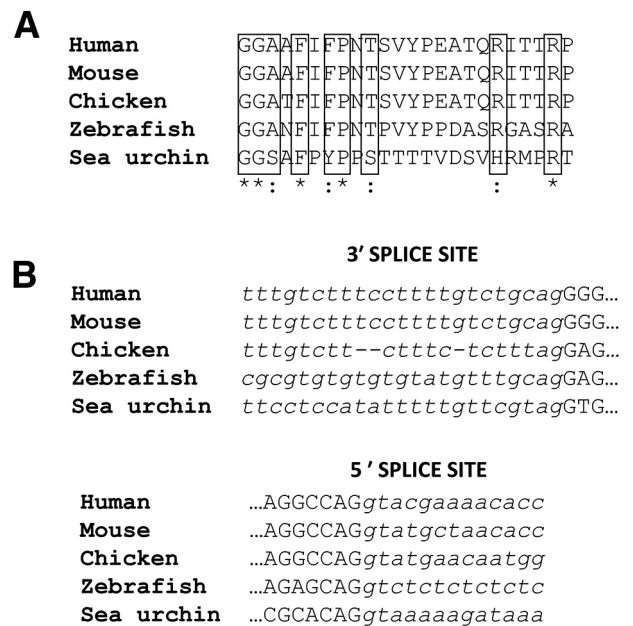 A
Human GGAAFIFPNTSVYPEATQRITTRP
Mouse GGAAFIFPNTSVYPEATQRITTRP
Chicken GGATFIFPNTSVYPEATQRITTRP
Zebrafish GGANFIFPNTPVYPPDASRGASRA
Sea urchin GGSAFPYPPSTTTTVDSVHRMPRT
**: * :* : : *
B
3′ SPLICE SITE
Human tttgtctttccttttgtctgcagGGG…
Mouse tttgtctttccttttgtctgcagGGG…
Chicken tttgtctt--ctttc-tctttagGAG…
Zebrafish cgcgtgtgtgtgtatgtttgcagGAG…
Sea urchin ttcctccatatttttgttcgtagGTG…
5 ′ SPLICE SITE
Human …AGGCCAGgtacgaaaacacc
Mouse …AGGCCAGgtatgctaacacc
Chicken …AGGCCAGgtatgaacaatgg
Zebrafish …AGAGCAGgtctctctctctc
Sea urchin …CGCACAGgtaaaaagataaa